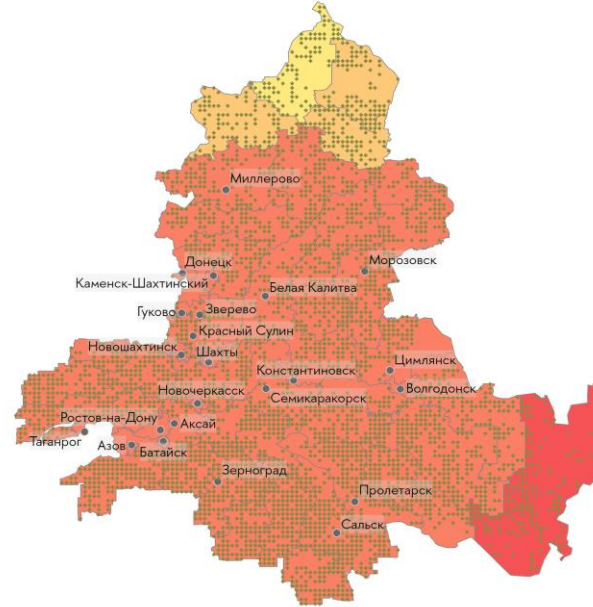 Миллерово
Донецк
Морозовск
Каменск-Шахтинский
Белая Калитва
Гуково
Зверево
Красный Сулин
Новошахтинск
Шахты
Цимлянск
Константиновск
Волгодонск
Семикаракорск
Новочеркасск
Ростов-на-Дону
Аксай
Таганрог
Азов
Батайск
Зерноград
Пролетарск
Сальск